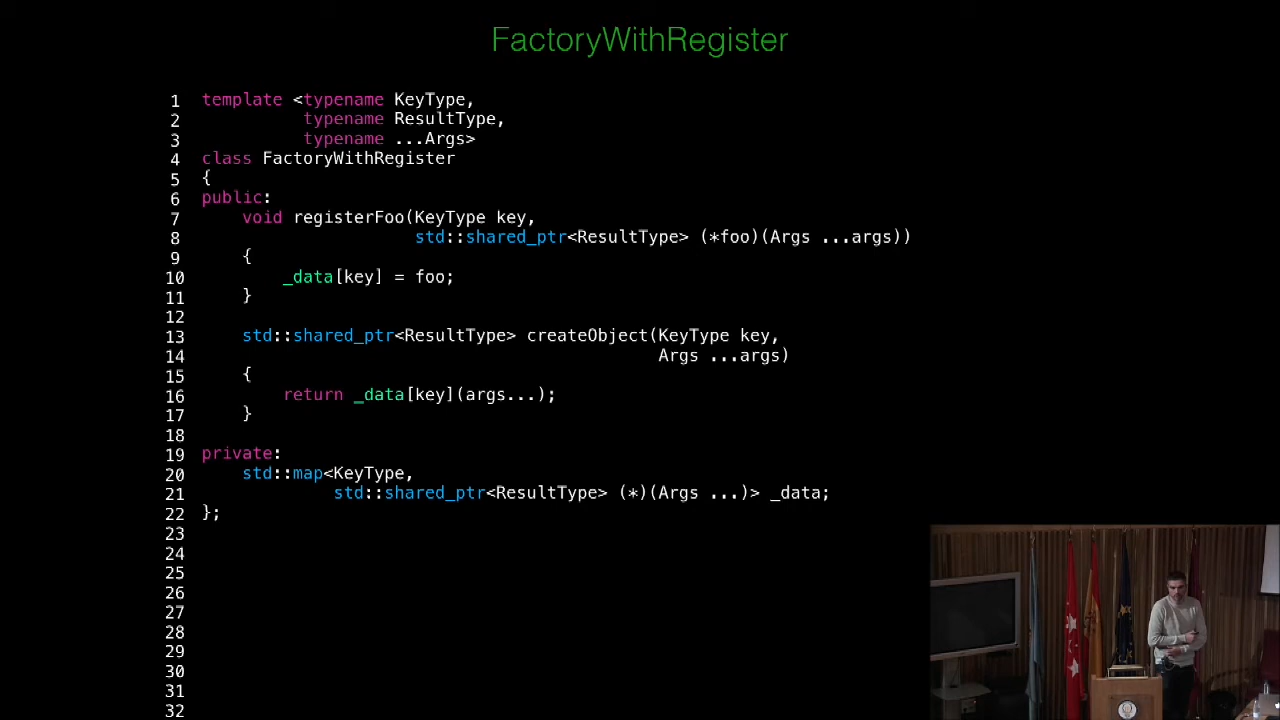 FactoryWithRegister
1 template <typename KeyType,
2 typename ResultType,
3 typename ...Args>
4 class FactoryWithRegister
5 {
6 public:
7 void registerFoo(KeyType key,
8 std::shared_ptr<ResultType> (*foo)(Args ...args))
9 {
10 _data[key] = foo;
11 }
12
13 std::shared_ptr<ResultType> createObject(KeyType key,
14 Args ...args)
15 {
16 return _data[key](args...);
17 }
18
19 private:
20 std::map<KeyType,
21 std::shared_ptr<ResultType> (*)(Args ...)> _data;
22 };
23
24
25
26
27
28
29
30
31
32